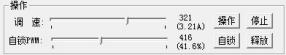 操作
调 速: 321 操作 停止
(3.21A)
自锁PWM: 416 自锁 释放
(41.6%)